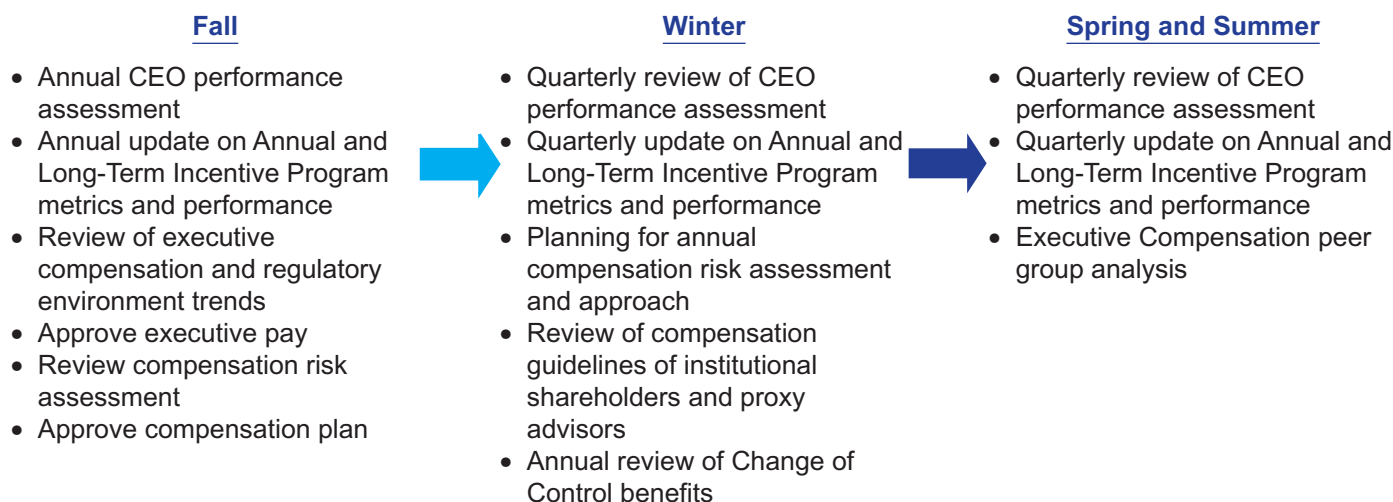 Fall
• Annual CEO performance
assessment
• Annual update on Annual and
Long-Term Incentive Program
metrics and performance
• Review of executive
compensation and regulatory
environment trends
• Approve executive pay
• Review compensation risk
assessment
• Approve compensation plan
Winter
• Quarterly review of CEO
performance assessment
• Quarterly update on Annual and
Long-Term Incentive Program
metrics and performance
• Planning for annual
compensation risk assessment
and approach
• Review of compensation
guidelines of institutional
shareholders and proxy
advisors
• Annual review of Change of
Control benefits
Spring and Summer
• Quarterly review of CEO
performance assessment
• Quarterly update on Annual and
Long-Term Incentive Program
metrics and performance
• Executive Compensation peer
group analysis